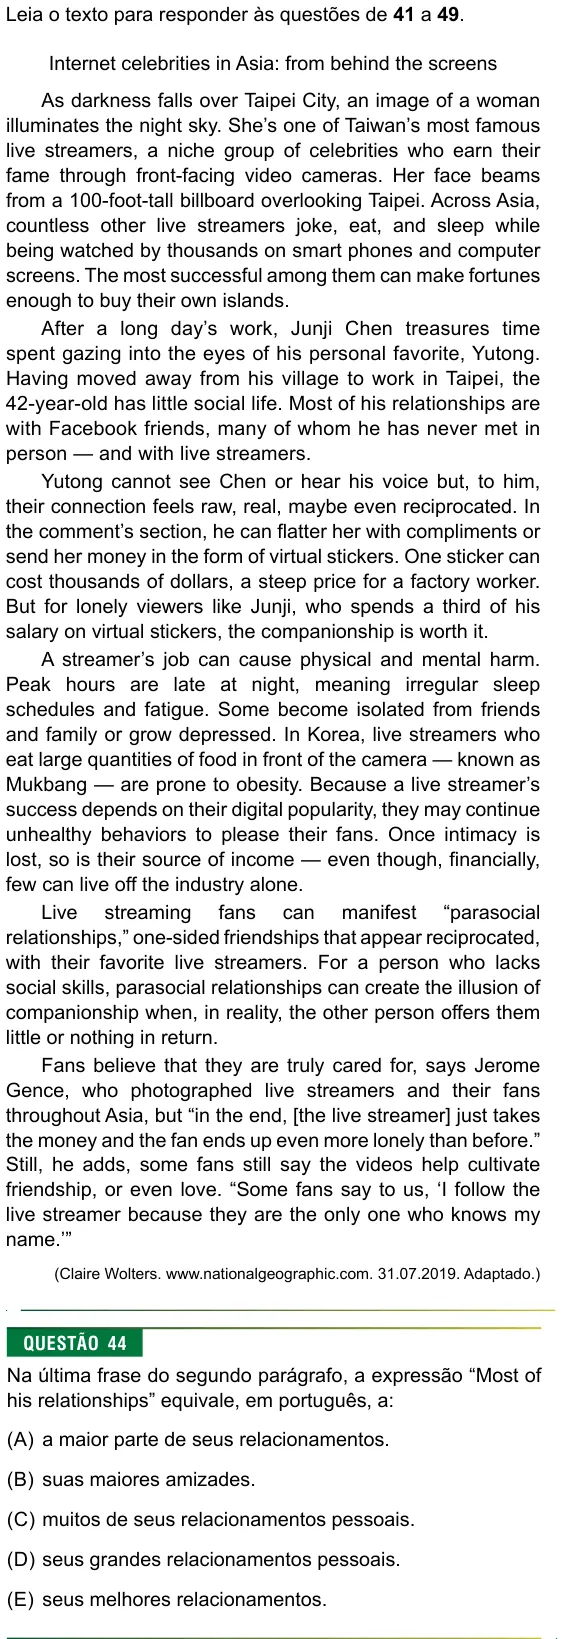 Leia o texto para responder às questões de 41 a 49.
Internet celebrities in Asia: from behind the screens
As darkness falls over Taipei City, an image of a woman
illuminates the night sky. She’s one of Taiwan’s most famous
live streamers, a niche group of celebrities who earn their
fame through front-facing video cameras. Her face beams
from a 100-foot-tall billboard overlooking Taipei. Across Asia,
countless other live streamers joke, eat, and sleep while
being watched by thousands on smart phones and computer
screens. The most successful among them can make fortunes
enough to buy their own islands.
After a long day’s work, Junji Chen treasures time
spent gazing into the eyes of his personal favorite, Yutong.
Having moved away from his village to work in Taipei, the
42-year-old has little social life. Most of his relationships are
with Facebook friends, many of whom he has never met in
person — and with live streamers.
Yutong cannot see Chen or hear his voice but, to him,
their connection feels raw, real, maybe even reciprocated. In
the comment’s section, he can flatter her with compliments or
send her money in the form of virtual stickers. One sticker can
cost thousands of dollars, a steep price for a factory worker.
But for lonely viewers like Junji, who spends a third of his
salary on virtual stickers, the companionship is worth it.
A streamer’s job can cause physical and mental harm.
Peak hours are late at night, meaning irregular sleep
schedules and fatigue. Some become isolated from friends
and family or grow depressed. In Korea, live streamers who
eat large quantities of food in front of the camera — known as
Mukbang — are prone to obesity. Because a live streamer’s
success depends on their digital popularity, they may continue
unhealthy behaviors to please their fans. Once intimacy is
lost, so is their source of income — even though, financially,
few can live off the industry alone.
Live streaming fans can manifest “parasocial
relationships,” one-sided friendships that appear reciprocated,
with their favorite live streamers. For a person who lacks
social skills, parasocial relationships can create the illusion of
companionship when, in reality, the other person offers them
little or nothing in return.
Fans believe that they are truly cared for, says Jerome
Gence, who photographed live streamers and their fans
throughout Asia, but “in the end, [the live streamer] just takes
the money and the fan ends up even more lonely than before.”
Still, he adds, some fans still say the videos help cultivate
friendship, or even love. “Some fans say to us, ‘I follow the
live streamer because they are the only one who knows my
name.’”
(Claire Wolters. www.nationalgeographic.com. 31.07.2019. Adaptado.)
QUESTÃO 44
Na última frase do segundo parágrafo, a expressão “Most of
his relationships” equivale, em português, a:
(A) a maior parte de seus relacionamentos.
(B) suas maiores amizades.
(C) muitos de seus relacionamentos pessoais.
(D) seus grandes relacionamentos pessoais.
(E) seus melhores relacionamentos.